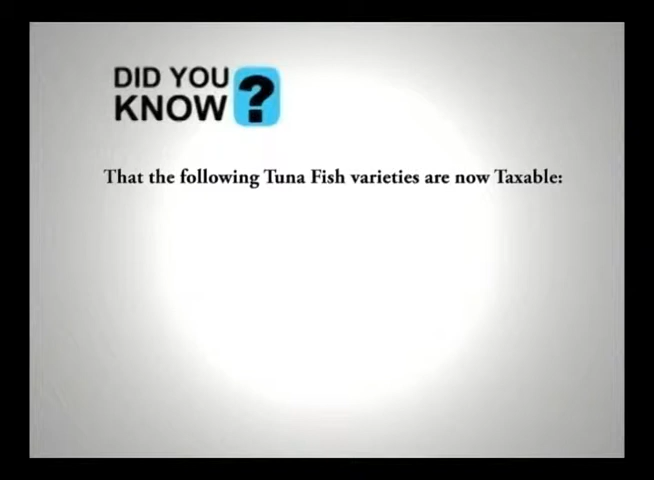 DID YOU
KNOW ?
That the following Tuna Fish varieties are now Taxable: